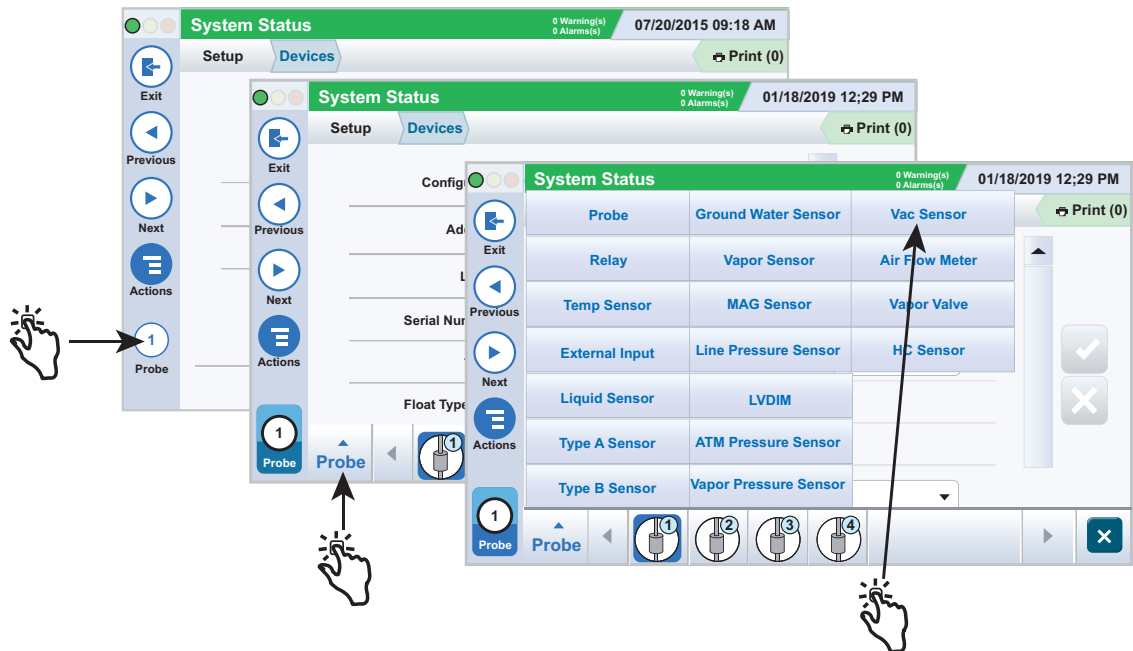 System Status
0 Warning(s)
0 Alarms(s)
07/20/2015 09:18 AM
Setup
Devices
Print (0)
Exit
Previous
Next
Actions
1
Probe
System Status
0 Warning(s)
0 Alarms(s)
01/18/2019 12;29 PM
Setup
Devices
Print (0)
Exit
Previous
Next
Actions
1
Probe
Serial
Float
Probe
1
System Status
0 Warning(s)
0 Alarms(s)
01/18/2019 12;29 PM
Print (0)
Exit
Previous
Next
Actions
1
Probe
Probe Ground Water Sensor Vac Sensor
Relay Vapor Sensor Air Flow Meter
Temp Sensor MAG Sensor Vapor Valve
External Input Line Pressure Sensor HC Sensor
Liquid Sensor LVDIM
Type A Sensor ATM Pressure Sensor
Type B Sensor Vapor Pressure Sensor
Probe
1 2 3 4